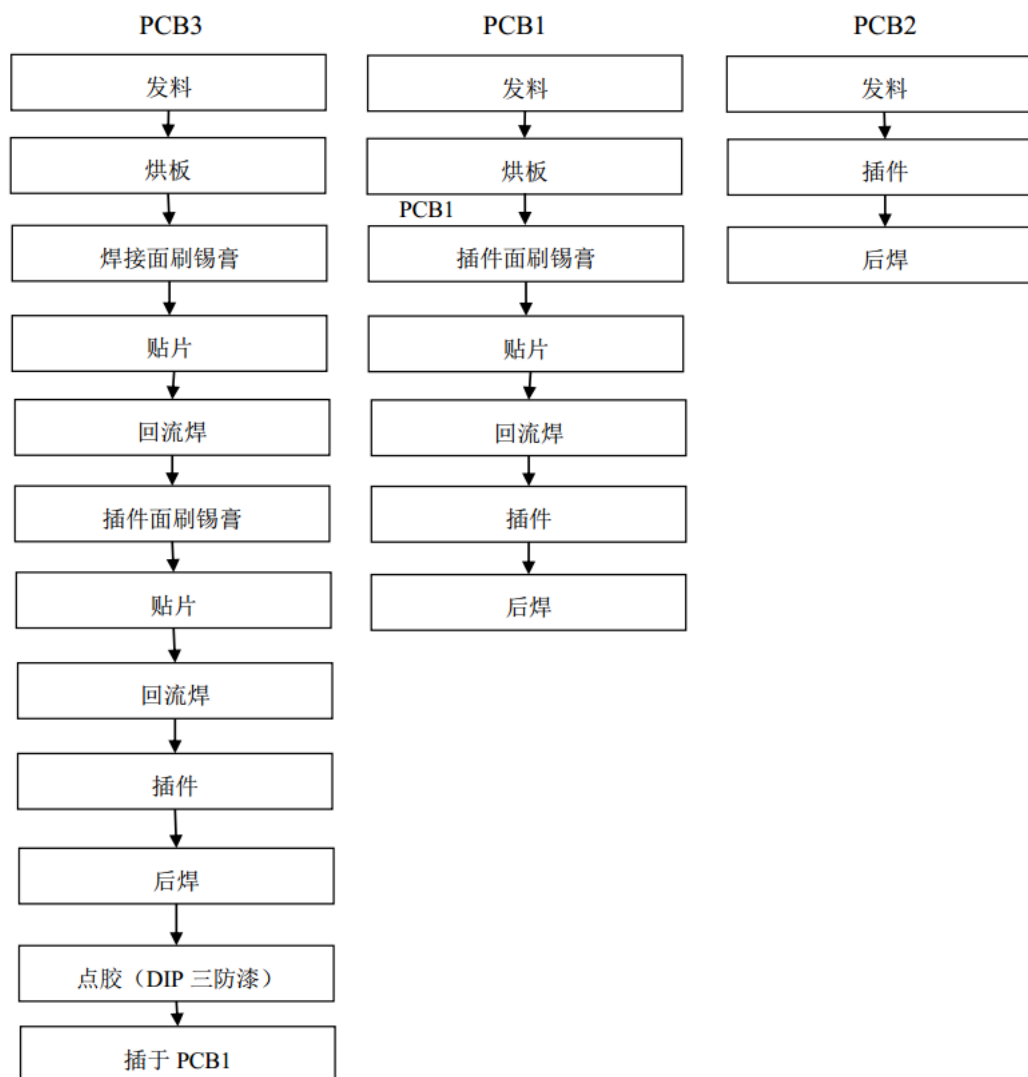 PCB3
发料
烘板
焊接面刷锡膏
贴片
回流焊
插件面刷锡膏
贴片
回流焊
插件
后焊
点胶（DIP 三防漆）
插于 PCB1
PCB1
发料
烘板
PCB1
插件面刷锡膏
贴片
回流焊
插件
后焊
PCB2
发料
插件
后焊